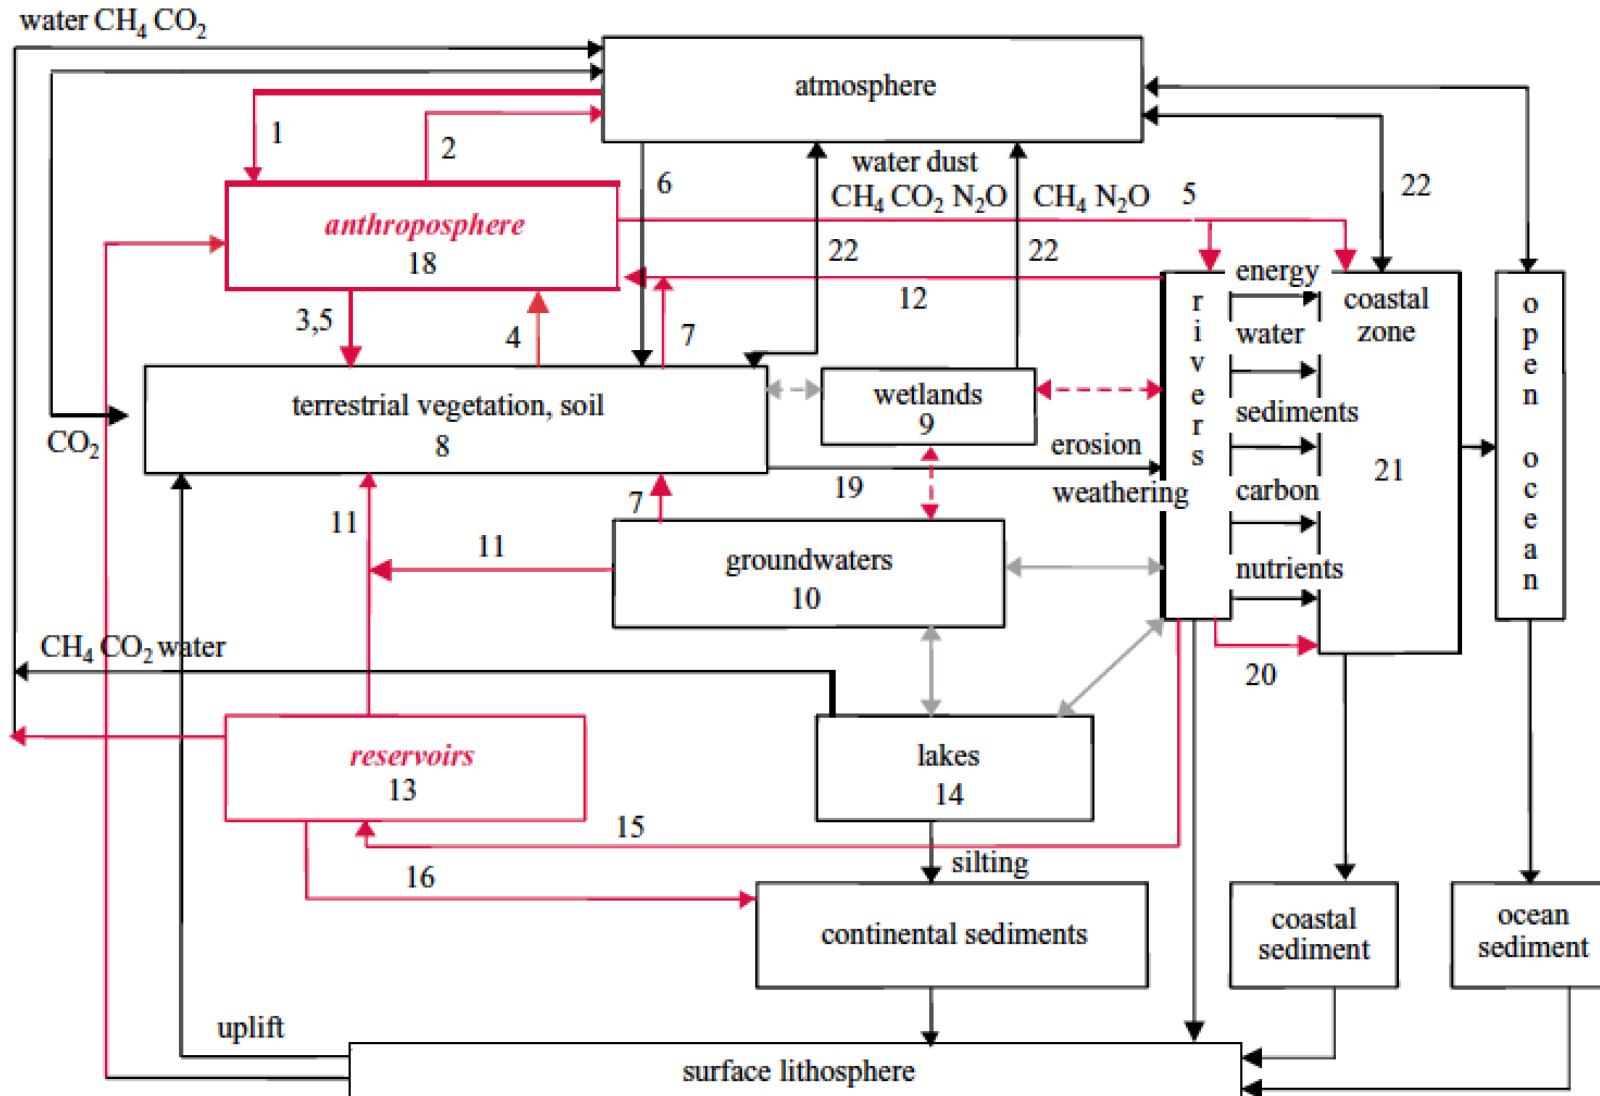 water CH₄ CO₂
atmosphere
1
2
6
water dust
CH₄ CO₂ N₂O
CH₄ N₂O
5
22
anthroposphere
18
22
22
12
energy
3,5
4
7
rivers
water
coastal
zone
open ocean
terrestrial vegetation, soil
8
wetlands
9
sediments
CO₂
erosion
19
weathering
carbon
21
7
11
11
groundwaters
10
nutrients
CH₄ CO₂ water
20
reservoirs
13
lakes
14
15
silting
16
continental sediments
coastal
sediment
ocean
sediment
uplift
surface lithosphere